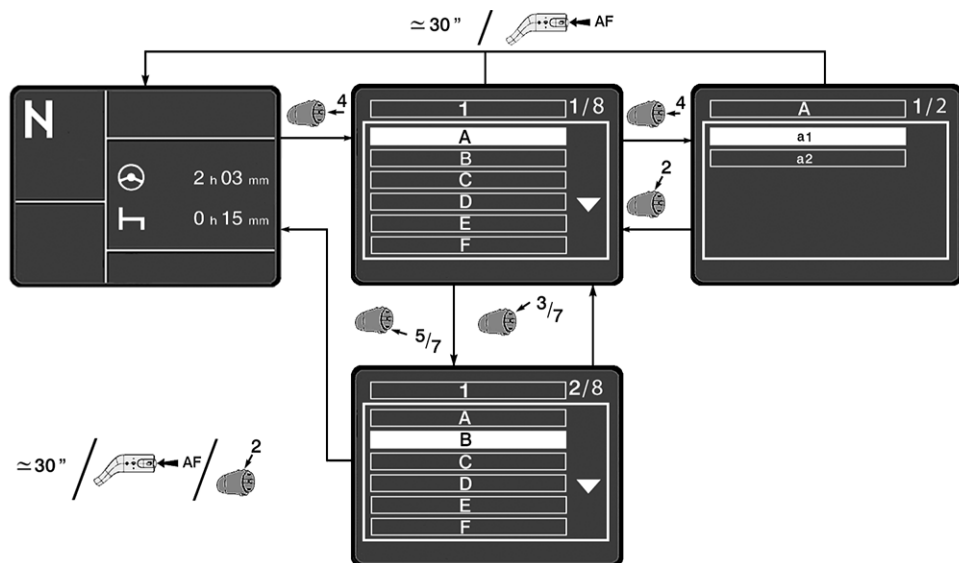 ≃ 30 " / AF
N
2 h 03 mm
0 h 15 mm
4
1 1/8
A
B
C
D
E
F
4
2
A 1/2
a1
a2
5/7
3/7
1 2/8
A
B
C
D
E
F
≃30 " / AF / 2